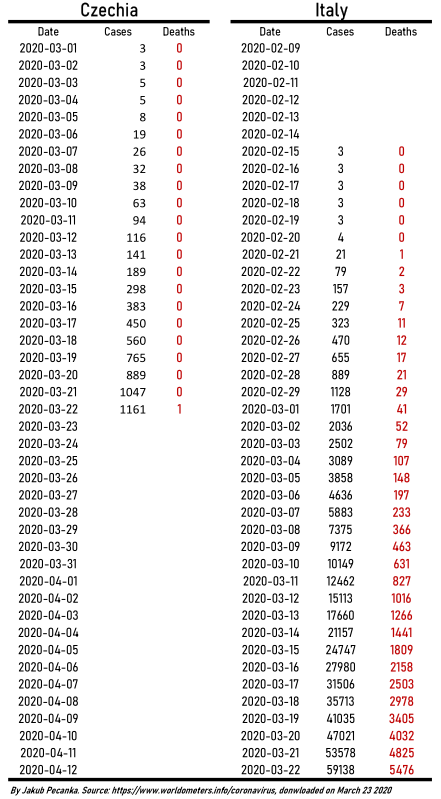 Czechia Italy
Date Cases Deaths Date Cases Deaths
2020-03-01 3 0 2020-02-09
2020-03-02 3 0 2020-02-10
2020-03-03 5 0 2020-02-11
2020-03-04 5 0 2020-02-12
2020-03-05 8 0 2020-02-13
2020-03-06 19 0 2020-02-14
2020-03-07 26 0 2020-02-15 3 0
2020-03-08 32 0 2020-02-16 3 0
2020-03-09 38 0 2020-02-17 3 0
2020-03-10 63 0 2020-02-18 3 0
2020-03-11 94 0 2020-02-19 3 0
2020-03-12 116 0 2020-02-20 4 0
2020-03-13 141 0 2020-02-21 21 1
2020-03-14 189 0 2020-02-22 79 2
2020-03-15 298 0 2020-02-23 157 3
2020-03-16 383 0 2020-02-24 229 7
2020-03-17 450 0 2020-02-25 323 11
2020-03-18 560 0 2020-02-26 470 12
2020-03-19 765 0 2020-02-27 655 17
2020-03-20 889 0 2020-02-28 889 21
2020-03-21 1047 0 2020-02-29 1128 29
2020-03-22 1161 1 2020-03-01 1701 41
2020-03-23 2020-03-02 2036 52
2020-03-24 2020-03-03 2502 79
2020-03-25 2020-03-04 3089 107
2020-03-26 2020-03-05 3858 148
2020-03-27 2020-03-06 4636 197
2020-03-28 2020-03-07 5883 233
2020-03-29 2020-03-08 7375 366
2020-03-30 2020-03-09 9172 463
2020-03-31 2020-03-10 10149 631
2020-04-01 2020-03-11 12462 827
2020-04-02 2020-03-12 15113 1016
2020-04-03 2020-03-13 17660 1266
2020-04-04 2020-03-14 21157 1441
2020-04-05 2020-03-15 24747 1809
2020-04-06 2020-03-16 27980 2158
2020-04-07 2020-03-17 31506 2503
2020-04-08 2020-03-18 35713 2978
2020-04-09 2020-03-19 41035 3405
2020-04-10 2020-03-20 47021 4032
2020-04-11 2020-03-21 53578 4825
2020-04-12 2020-03-22 59138 5476
By Jakub Pecanka. Source: https://www.worldometers.info/coronavirus, donwloaded on March 23 2020